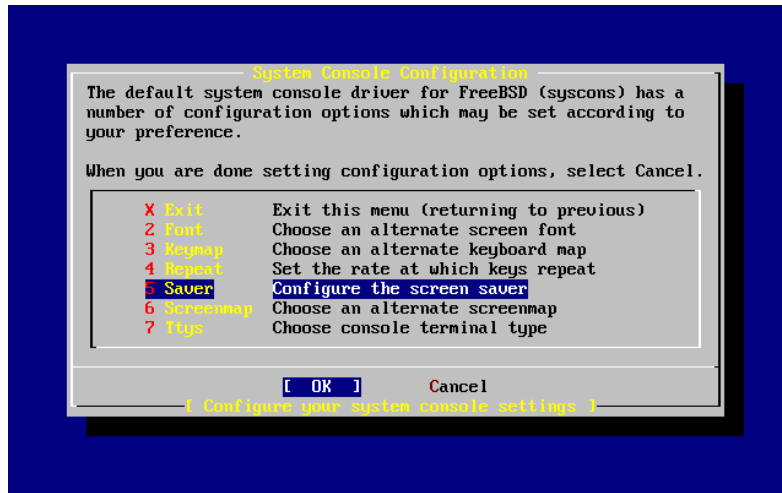 System Console Configuration
The default system console driver for FreeBSD (syscons) has a
number of configuration options which may be set according to
your preference.
When you are done setting configuration options, select Cancel.
X Exit Exit this menu (returning to previous)
2 Font Choose an alternate screen font
3 Keymap Choose an alternate keyboard map
4 Repeat Set the rate at which keys repeat
5 Saver Configure the screen saver
6 Screenmap Choose an alternate screenmap
7 Ttys Choose console terminal type
[ OK ] Cancel
[ Configure your system console settings ]